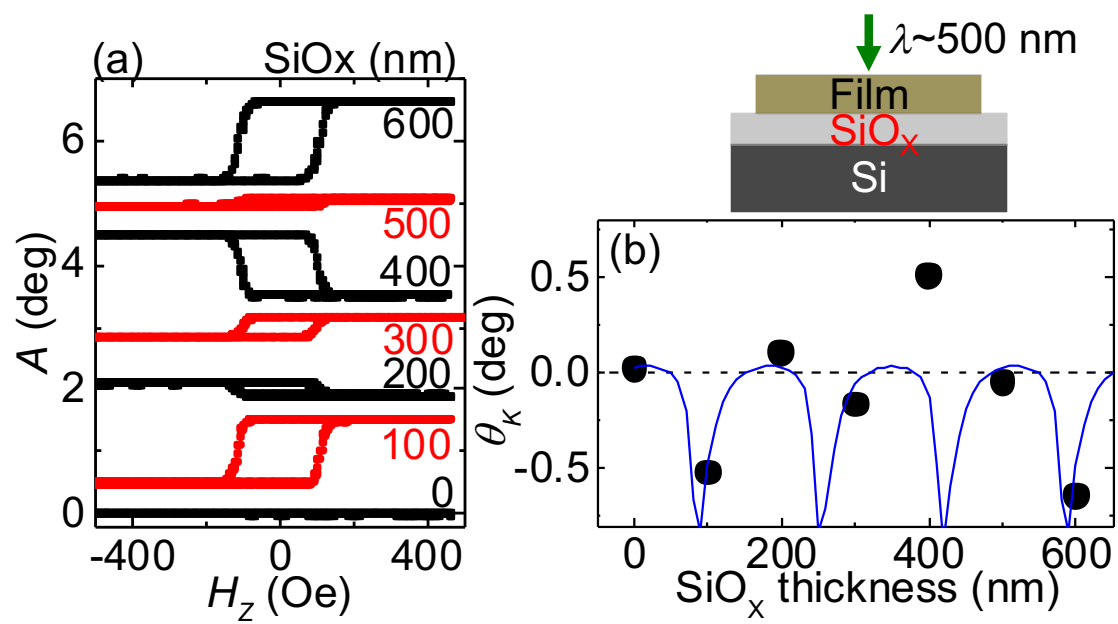 (a) SiOx (nm)
600
500
400
300
200
100
0
6
4
2
0
A (deg)
-400 0 400
H_Z (Oe)
λ~500 nm
Film
SiO_X
Si
(b)
0.5
0.0
-0.5
θ_K (deg)
0 200 400 600
SiO_X thickness (nm)